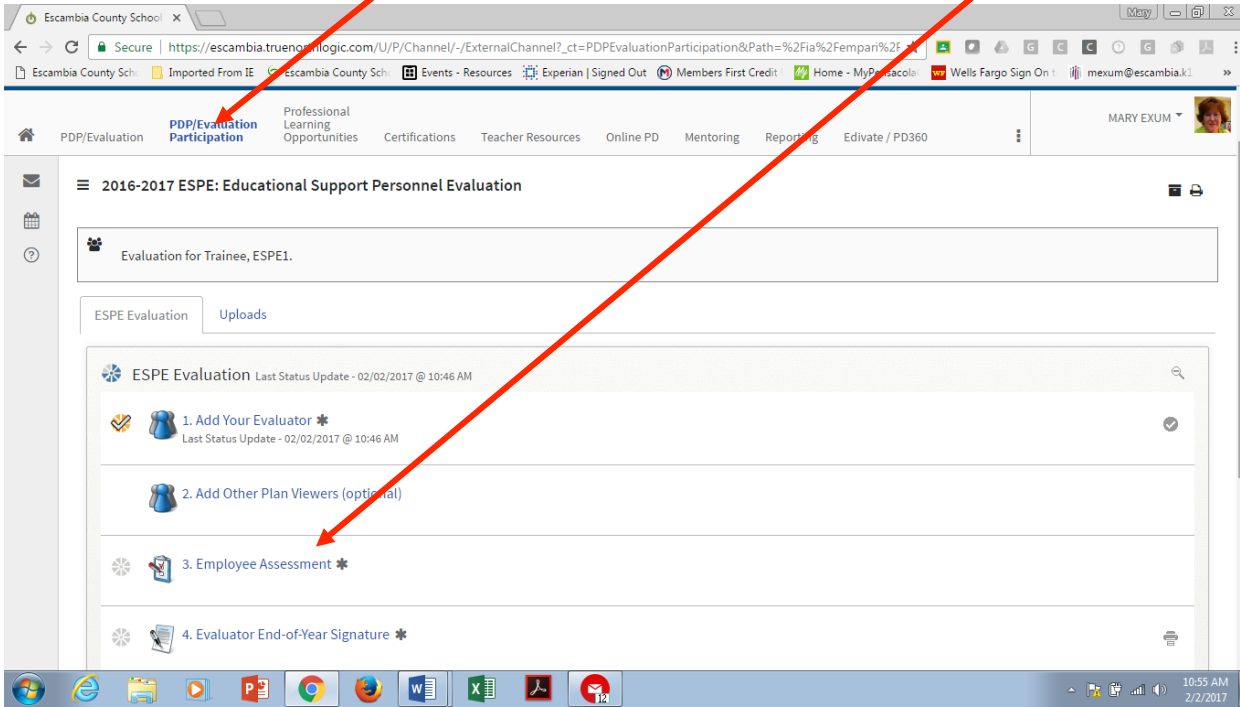 Escambia County School
Mary
Secure | https://escambia.truenorthlogic.com/U/P/Channel/-/ExternalChannel?_ct=PDPEvaluationParticipation&Path=%2Fia%2Fempari%2F
Escambia County Sch Imported From IE Escambia County Sch Events - Resources Experian | Signed Out Members First Credit Home - MyPensacola Wells Fargo Sign On t mexum@escambia.k1 »
PDP/Evaluation
PDP/Evaluation
Participation
Professional
Learning
Opportunities
Certifications
Teacher Resources
Online PD
Mentoring
Reporting
Edivate / PD360
MARY EXUM
2016-2017 ESPE: Educational Support Personnel Evaluation
Evaluation for Trainee, ESPE1.
ESPE Evaluation Uploads
ESPE Evaluation Last Status Update - 02/02/2017 @ 10:46 AM
1. Add Your Evaluator ✱
Last Status Update - 02/02/2017 @ 10:46 AM
2. Add Other Plan Viewers (optional)
3. Employee Assessment ✱
4. Evaluator End-of-Year Signature ✱
12
10:55 AM
2/2/2017